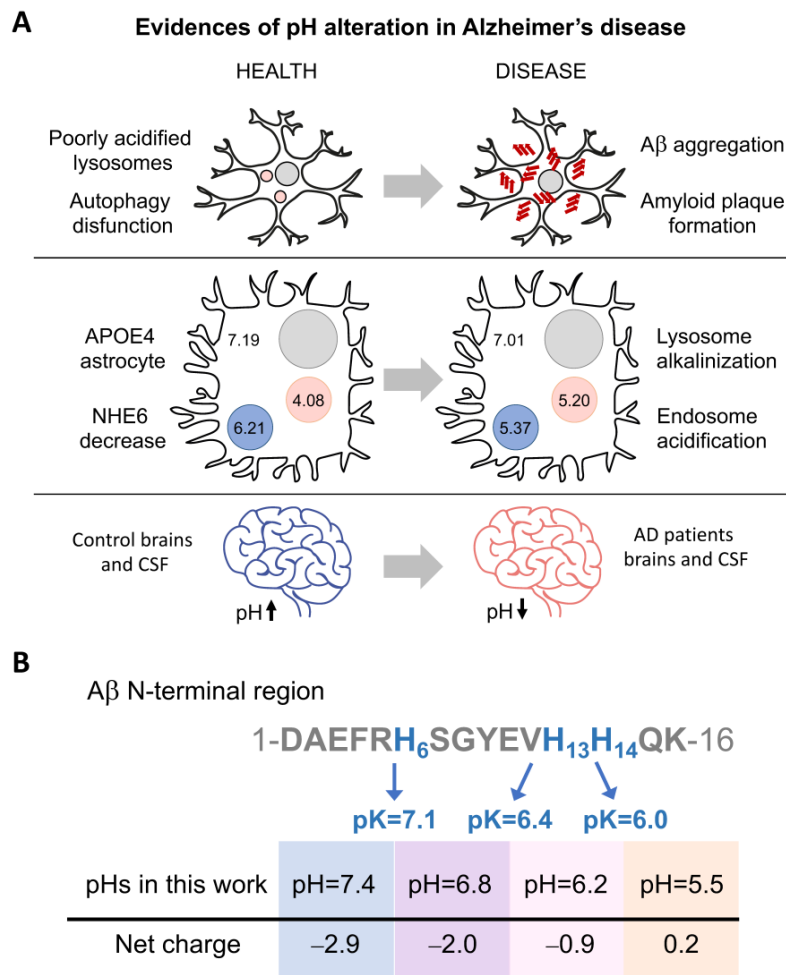 A
Evidences of pH alteration in Alzheimer's disease
HEALTH
DISEASE
Poorly acidified
lysosomes
Autophagy
disfunction
Aβ aggregation
Amyloid plaque
formation
APOE4
astrocyte
NHE6
decrease
7.19
4.08
6.21
7.01
5.20
5.37
Lysosome
alkalinization
Endosome
acidification
Control brains
and CSF
pH
pH
AD patients
brains and CSF
B
Aβ N-terminal region
1-DAEFRH₆SGYEVH₁₃H₁₄QK-16
pK=7.1 pK=6.4 pK=6.0
pHs in this work pH=7.4 pH=6.8 pH=6.2 pH=5.5
Net charge −2.9 −2.0 −0.9 0.2